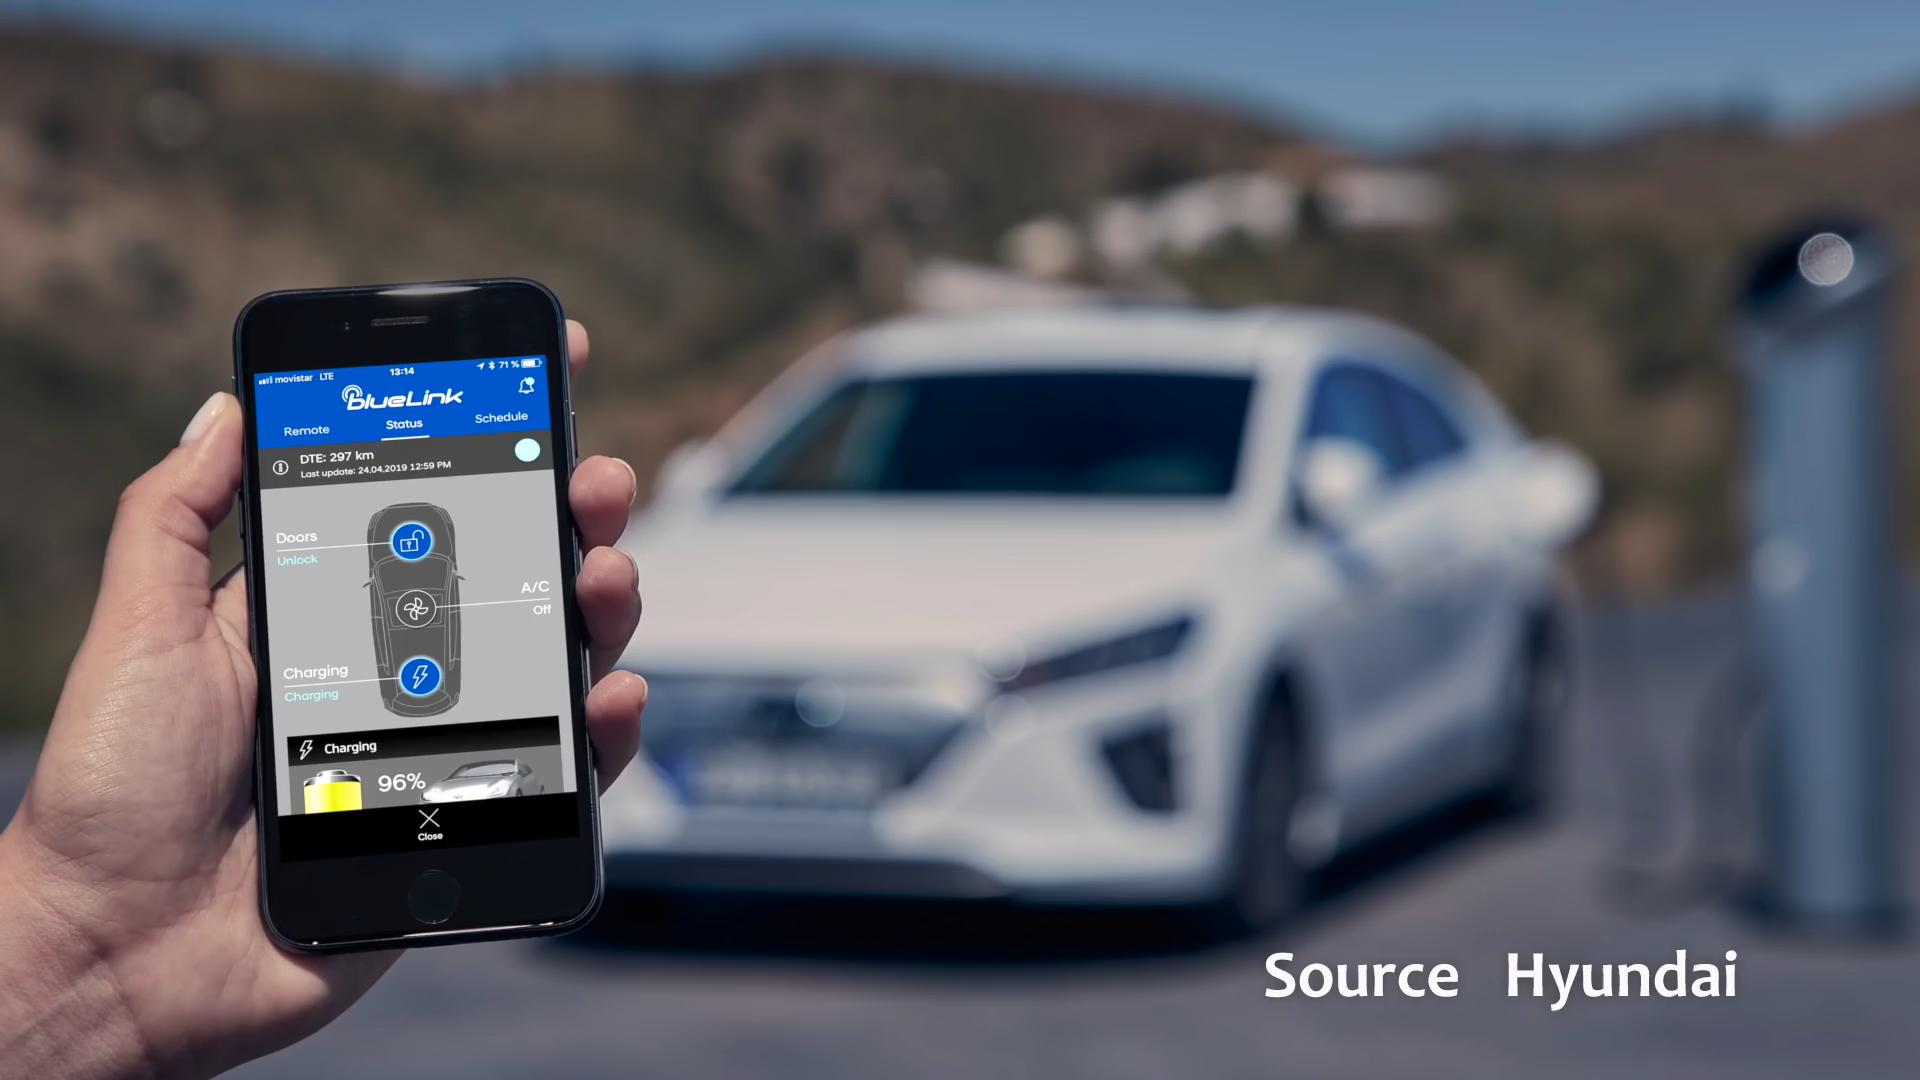 movistar LTE 13:14 71 %
blueLink
Remote Status Schedule
DTE: 297 km
Last update: 24.04.2019 12:59 PM
Doors
Unlock
A/C
Off
Charging
Charging
Charging
96%
Close
Source Hyundai